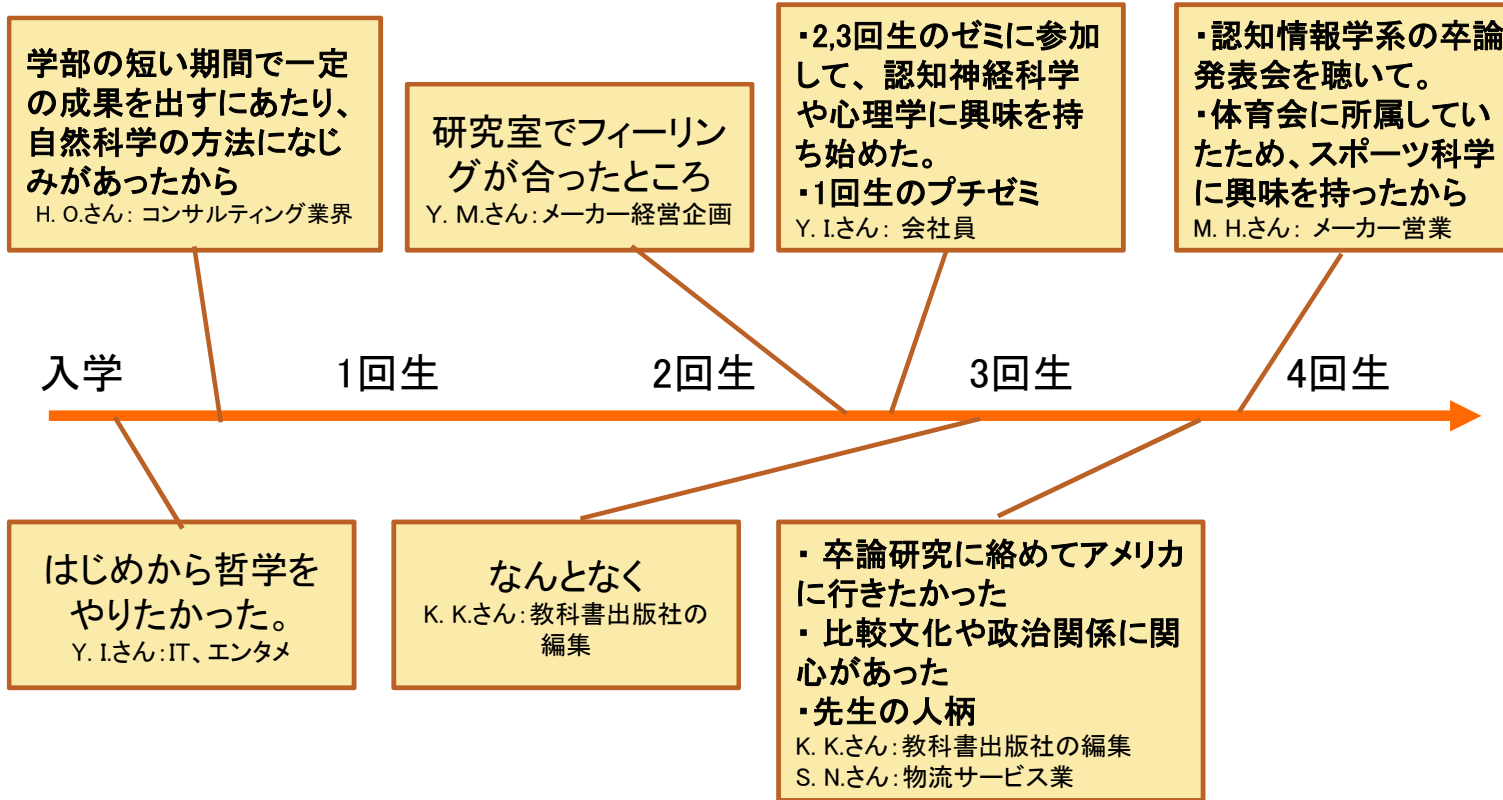 学部の短い期間で一定
の成果を出すにあたり、
自然科学の方法になじ
みがあったから
H. O.さん: コンサルティング業界
研究室でフィーリン
グが合ったところ
Y. M.さん:メーカー経営企画
・2,3回生のゼミに参加
して、認知神経科学
や心理学に興味を持
ち始めた。
・1回生のプチゼミ
Y. I.さん: 会社員
・認知情報学系の卒論
発表会を聴いて。
・体育会に所属してい
たため、スポーツ科学
に興味を持ったから
M. H.さん: メーカー営業
入学
1回生
2回生
3回生
4回生
はじめから哲学を
やりたかった。
Y. I.さん:IT、エンタメ
なんとなく
K. K.さん:教科書出版社の
編集
・ 卒論研究に絡めてアメリカ
に行きたかった
・ 比較文化や政治関係に関
心があった
・先生の人柄
K. K.さん:教科書出版社の編集
S. N.さん:物流サービス業